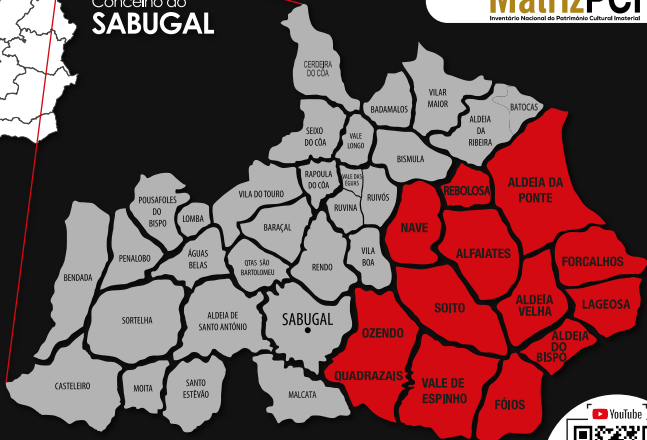 Concelho do
SABUGAL
MatrizPCI
Inventário Nacional do Património Cultural Imaterial
CERDEIRA
DO CÔA
BADAMALOS
VILAR
MAIOR
BATOCAS
ALDEIA
DA
RIBEIRA
SEIXO
DO CÔA
VALE
LONGO
BISMULA
ALDEIA DA
PONTE
REBOLOSA
RAPOULA
DO CÔA
VALE DAS
ÉGUAS
RUIVÓS
RUVINA
VILA DO TOURO
POUSAFOLES
DO
BISPO
LOMBA
BARAÇAL
NAVE
ALFAIATES
FORCALHOS
PENALOBO
ÁGUAS
BELAS
QTAS SÃO
BARTOLOMEU
RENDO
VILA
BOA
BENDADA
SORTELHA
ALDEIA DE
SANTO ANTÓNIO
SABUGAL
SOITO
ALDEIA
VELHA
LAGEOSA
OZENDO
ALDEIA
DO
BISPO
CASTELEIRO
MOITA
SANTO
ESTÊVÃO
MALCATA
QUADRAZAIS
VALE DE
ESPINHO
FÓIOS
YouTube